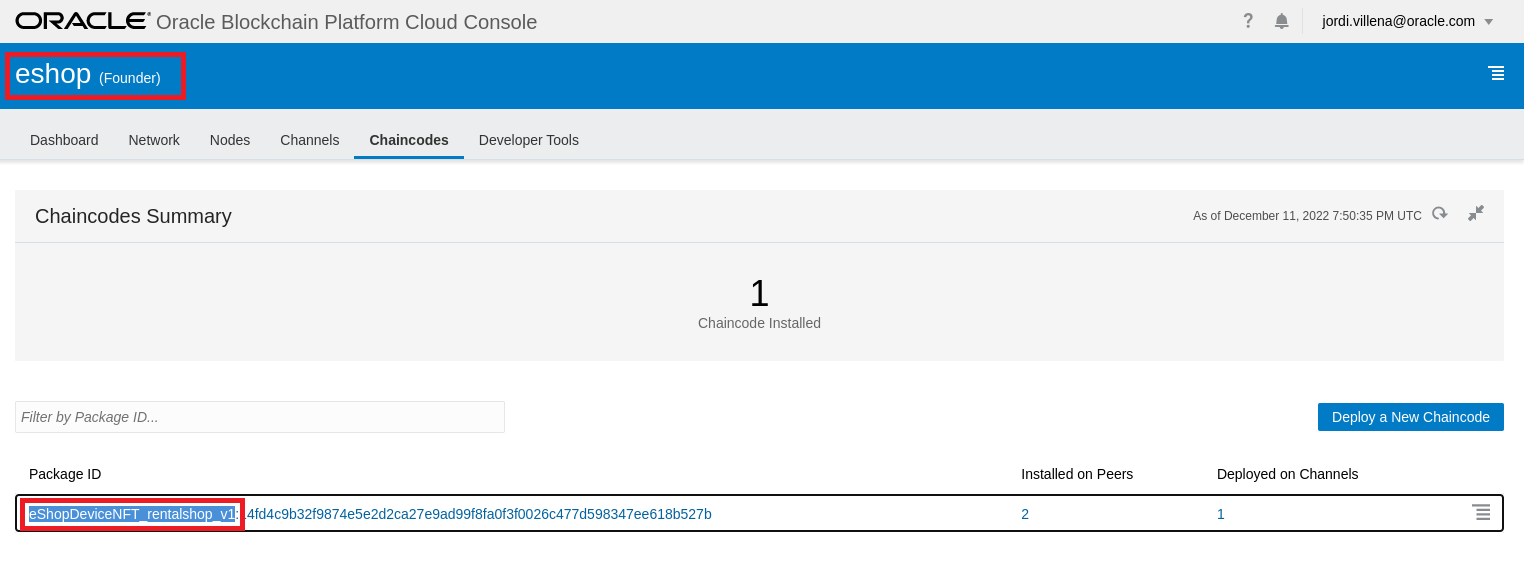 ORACLE® Oracle Blockchain Platform Cloud Console
? jordi.villena@oracle.com
eshop (Founder)
Dashboard Network Nodes Channels Chaincodes Developer Tools
Chaincodes Summary
As of December 11, 2022 7:50:35 PM UTC
1
Chaincode Installed
Filter by Package ID...
Deploy a New Chaincode
Package ID Installed on Peers Deployed on Channels
eShopDeviceNFT_rentalshop_v1 4fd4c9b32f9874e5e2d2ca27e9ad99f8fa0f3f0026c477d598347ee618b527b 2 1